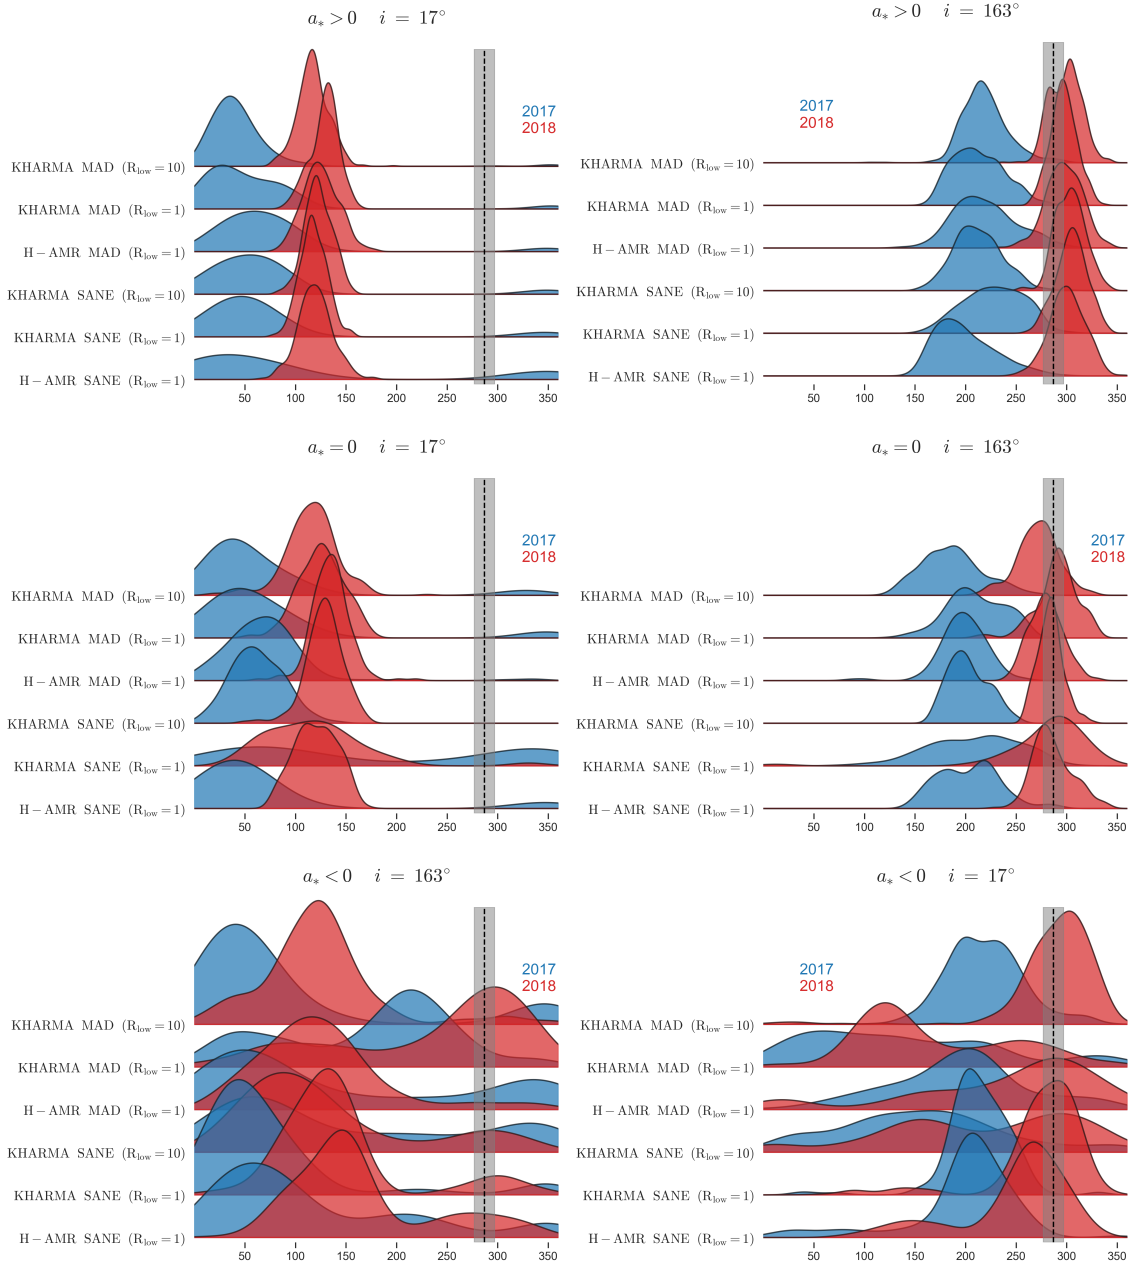 a* > 0 i = 17°
2017
2018
KHARMA MAD (Rlow = 10)
KHARMA MAD (Rlow = 1)
H−AMR MAD (Rlow = 1)
KHARMA SANE (Rlow = 10)
KHARMA SANE (Rlow = 1)
H−AMR SANE (Rlow = 1)
50 100 150 200 250 300 350
a* > 0 i = 163°
2017
2018
KHARMA MAD (Rlow = 10)
KHARMA MAD (Rlow = 1)
H−AMR MAD (Rlow = 1)
KHARMA SANE (Rlow = 10)
KHARMA SANE (Rlow = 1)
H−AMR SANE (Rlow = 1)
50 100 150 200 250 300 350
a* = 0 i = 17°
2017
2018
KHARMA MAD (Rlow = 10)
KHARMA MAD (Rlow = 1)
H−AMR MAD (Rlow = 1)
KHARMA SANE (Rlow = 10)
KHARMA SANE (Rlow = 1)
H−AMR SANE (Rlow = 1)
50 100 150 200 250 300 350
a* = 0 i = 163°
2017
2018
KHARMA MAD (Rlow = 10)
KHARMA MAD (Rlow = 1)
H−AMR MAD (Rlow = 1)
KHARMA SANE (Rlow = 10)
KHARMA SANE (Rlow = 1)
H−AMR SANE (Rlow = 1)
50 100 150 200 250 300 350
a* < 0 i = 163°
2017
2018
KHARMA MAD (Rlow = 10)
KHARMA MAD (Rlow = 1)
H−AMR MAD (Rlow = 1)
KHARMA SANE (Rlow = 10)
KHARMA SANE (Rlow = 1)
H−AMR SANE (Rlow = 1)
50 100 150 200 250 300 350
a* < 0 i = 17°
2017
2018
KHARMA MAD (Rlow = 10)
KHARMA MAD (Rlow = 1)
H−AMR MAD (Rlow = 1)
KHARMA SANE (Rlow = 10)
KHARMA SANE (Rlow = 1)
H−AMR SANE (Rlow = 1)
50 100 150 200 250 300 350